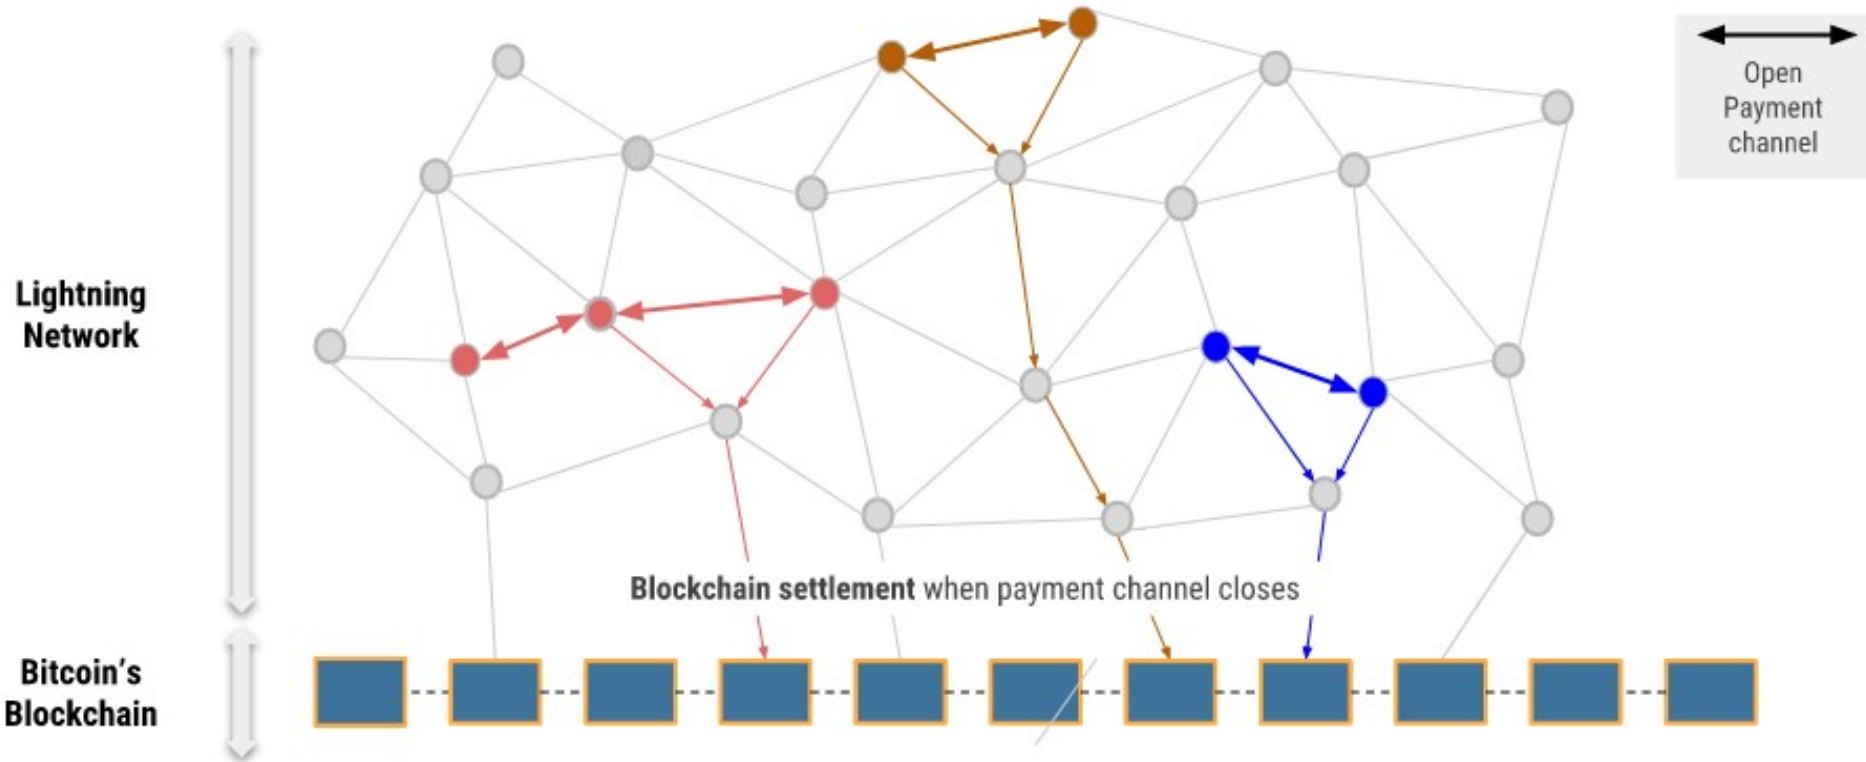 Open
Payment
channel
Lightning
Network
Blockchain settlement when payment channel closes
Bitcoin’s
Blockchain